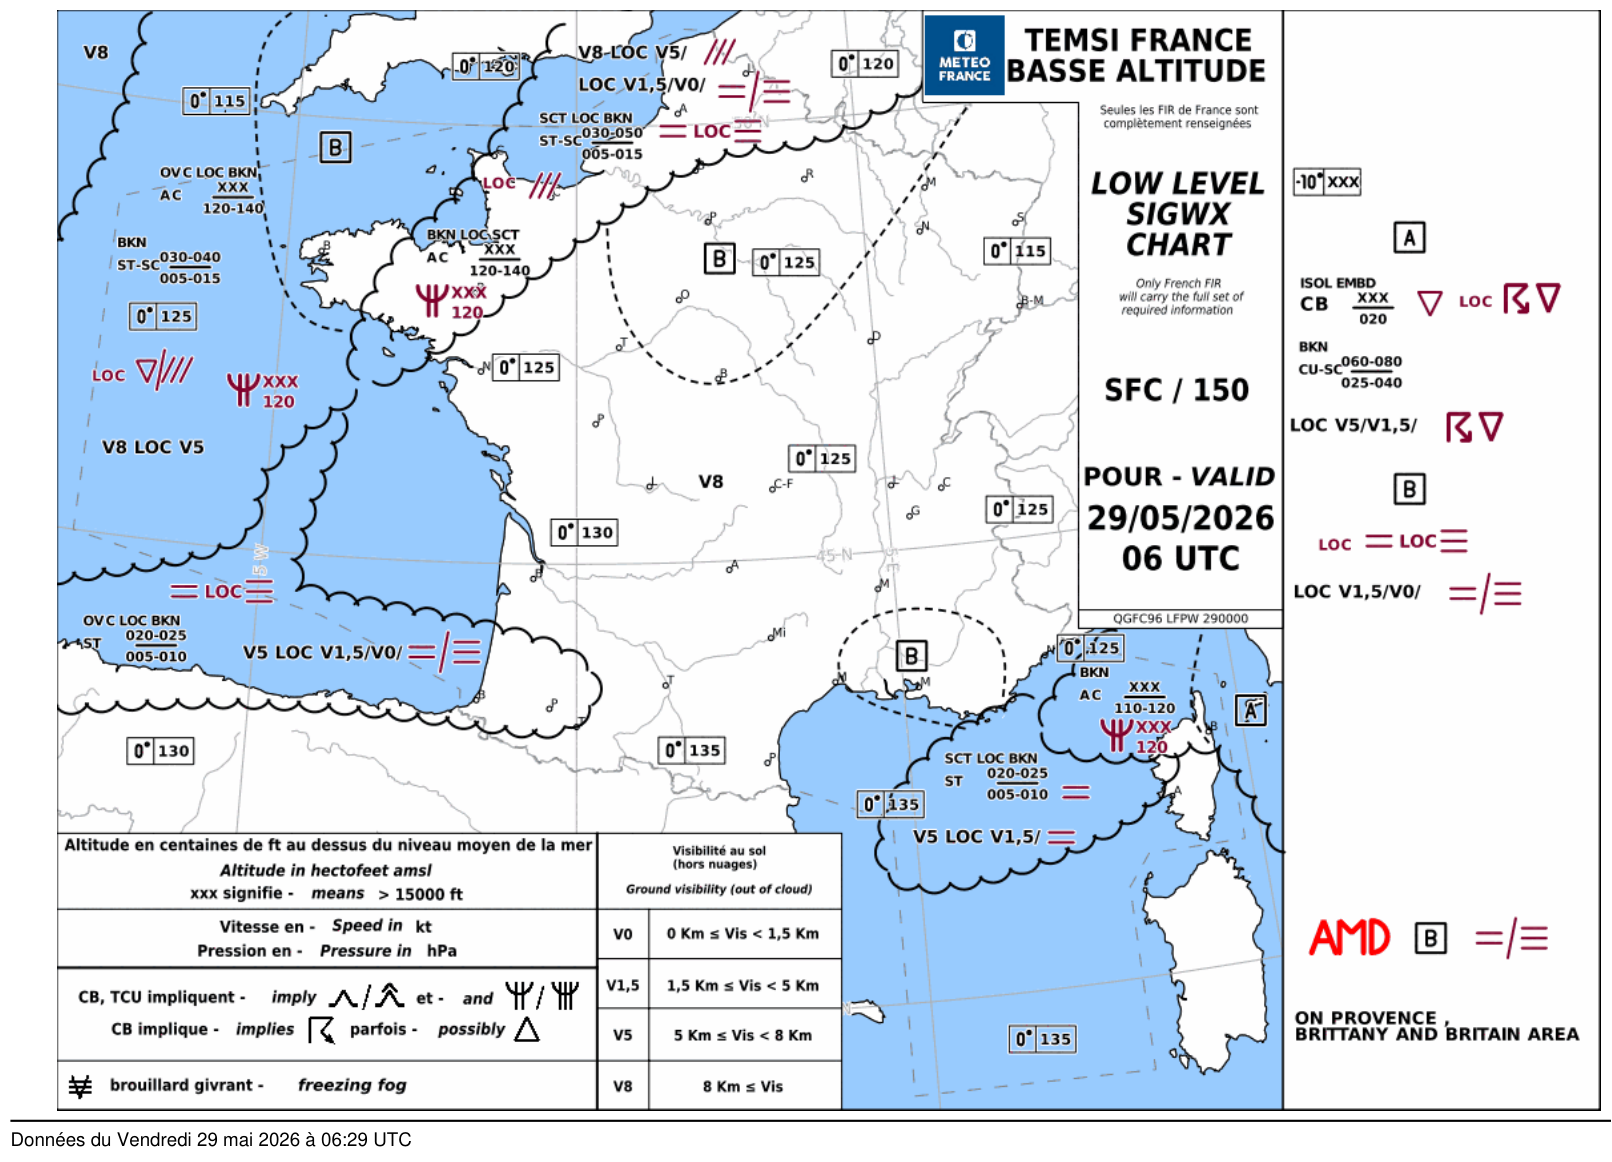 V8
0° 115
0° 120
V8 LOC V5/
LOC V1,5/V0/
0° 120
SCT LOC BKN
ST-SC 030-050
005-015
LOC
50°N
B
OVC LOC BKN
AC XXX
120-140
LOC
BKN
ST-SC 030-040
005-015
BKN LOC SCT
AC XXX
120-140
XXX
120
0° 125
LOC
XXX
120
V8 LOC V5
B
0° 125
0° 115
0° 125
V8
0° 125
0° 125
0° 130
45°N
5°W
LOC
OVC LOC BKN
ST 020-025
005-010
V5 LOC V1,5/V0/
B
0° 130
0° 135
0° 125
BKN
AC XXX
110-120
XXX
120
A
SCT LOC BKN
ST 020-025
005-010
0° 135
V5 LOC V1,5/
0° 135
A
C
R
M
P
S
N
B
O
B-M
D
T
N
B
P
L
C-F
L
C
G
B
A
M
Mi
T
B
P
T
M
M
N
P
B
A
METEO
FRANCE
TEMSI FRANCE
BASSE ALTITUDE
Seules les FIR de France sont
complètement renseignées
LOW LEVEL
SIGWX
CHART
Only French FIR
will carry the full set of
required information
SFC / 150
POUR - VALID
29/05/2026
06 UTC
QGFC96 LFPW 290000
-10° XXX
A
ISOL EMBD
CB XXX
020
LOC
BKN
CU-SC 060-080
025-040
LOC V5/V1,5/
B
LOC LOC
LOC V1,5/V0/
AMD B
ON PROVENCE ,
BRITTANY AND BRITAIN AREA
Altitude en centaines de ft au dessus du niveau moyen de la mer
Altitude in hectofeet amsl
xxx signifie - means > 15000 ft
Vitesse en - Speed in kt
Pression en - Pressure in hPa
CB, TCU impliquent - imply / et - and /
CB implique - implies parfois - possibly
brouillard givrant - freezing fog
Visibilité au sol
(hors nuages)
Ground visibility (out of cloud)
V0 0 Km ≤ Vis < 1,5 Km
V1,5 1,5 Km ≤ Vis < 5 Km
V5 5 Km ≤ Vis < 8 Km
V8 8 Km ≤ Vis
Données du Vendredi 29 mai 2026 à 06:29 UTC